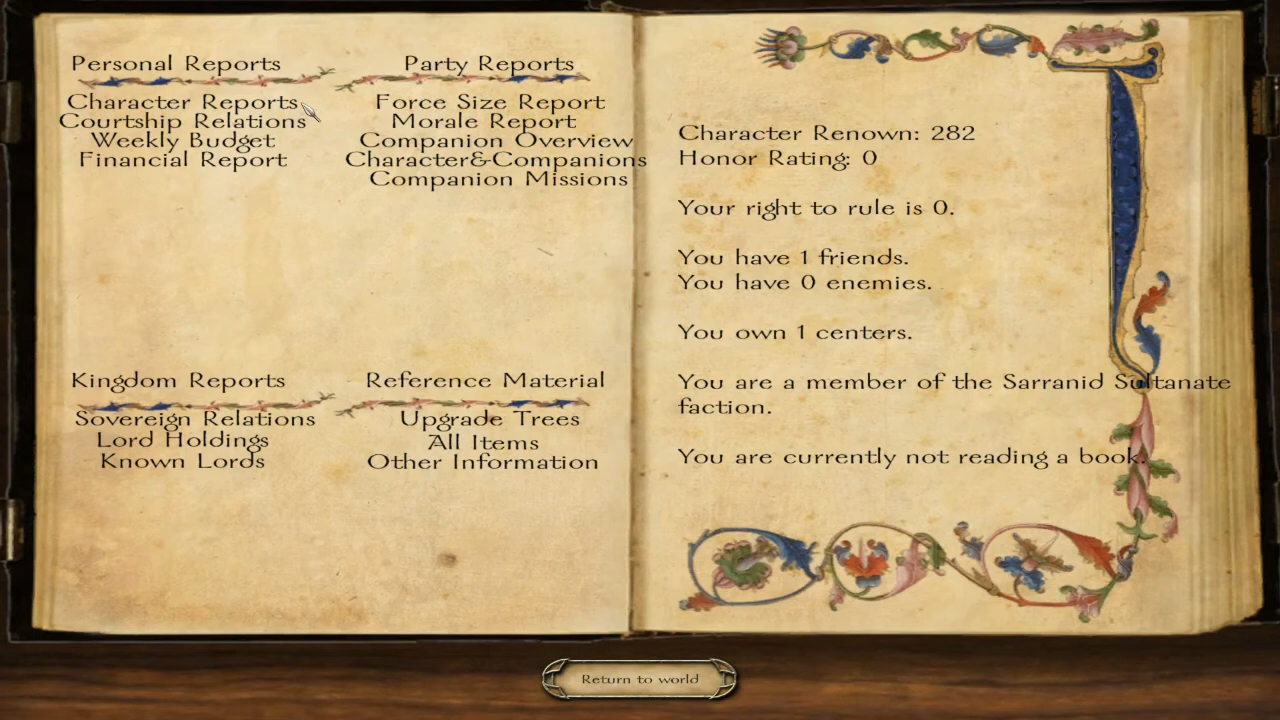 Personal Reports
Character Reports
Courtship Relations
Weekly Budget
Financial Report
Party Reports
Force Size Report
Morale Report
Companion Overview
Character&Companions
Companion Missions
Kingdom Reports
Sovereign Relations
Lord Holdings
Known Lords
Reference Material
Upgrade Trees
All Items
Other Information
Character Renown: 282
Honor Rating: 0
Your right to rule is 0.
You have 1 friends.
You have 0 enemies.
You own 1 centers.
You are a member of the Sarranid Sultanate
faction.
You are currently not reading a book.
Return to world